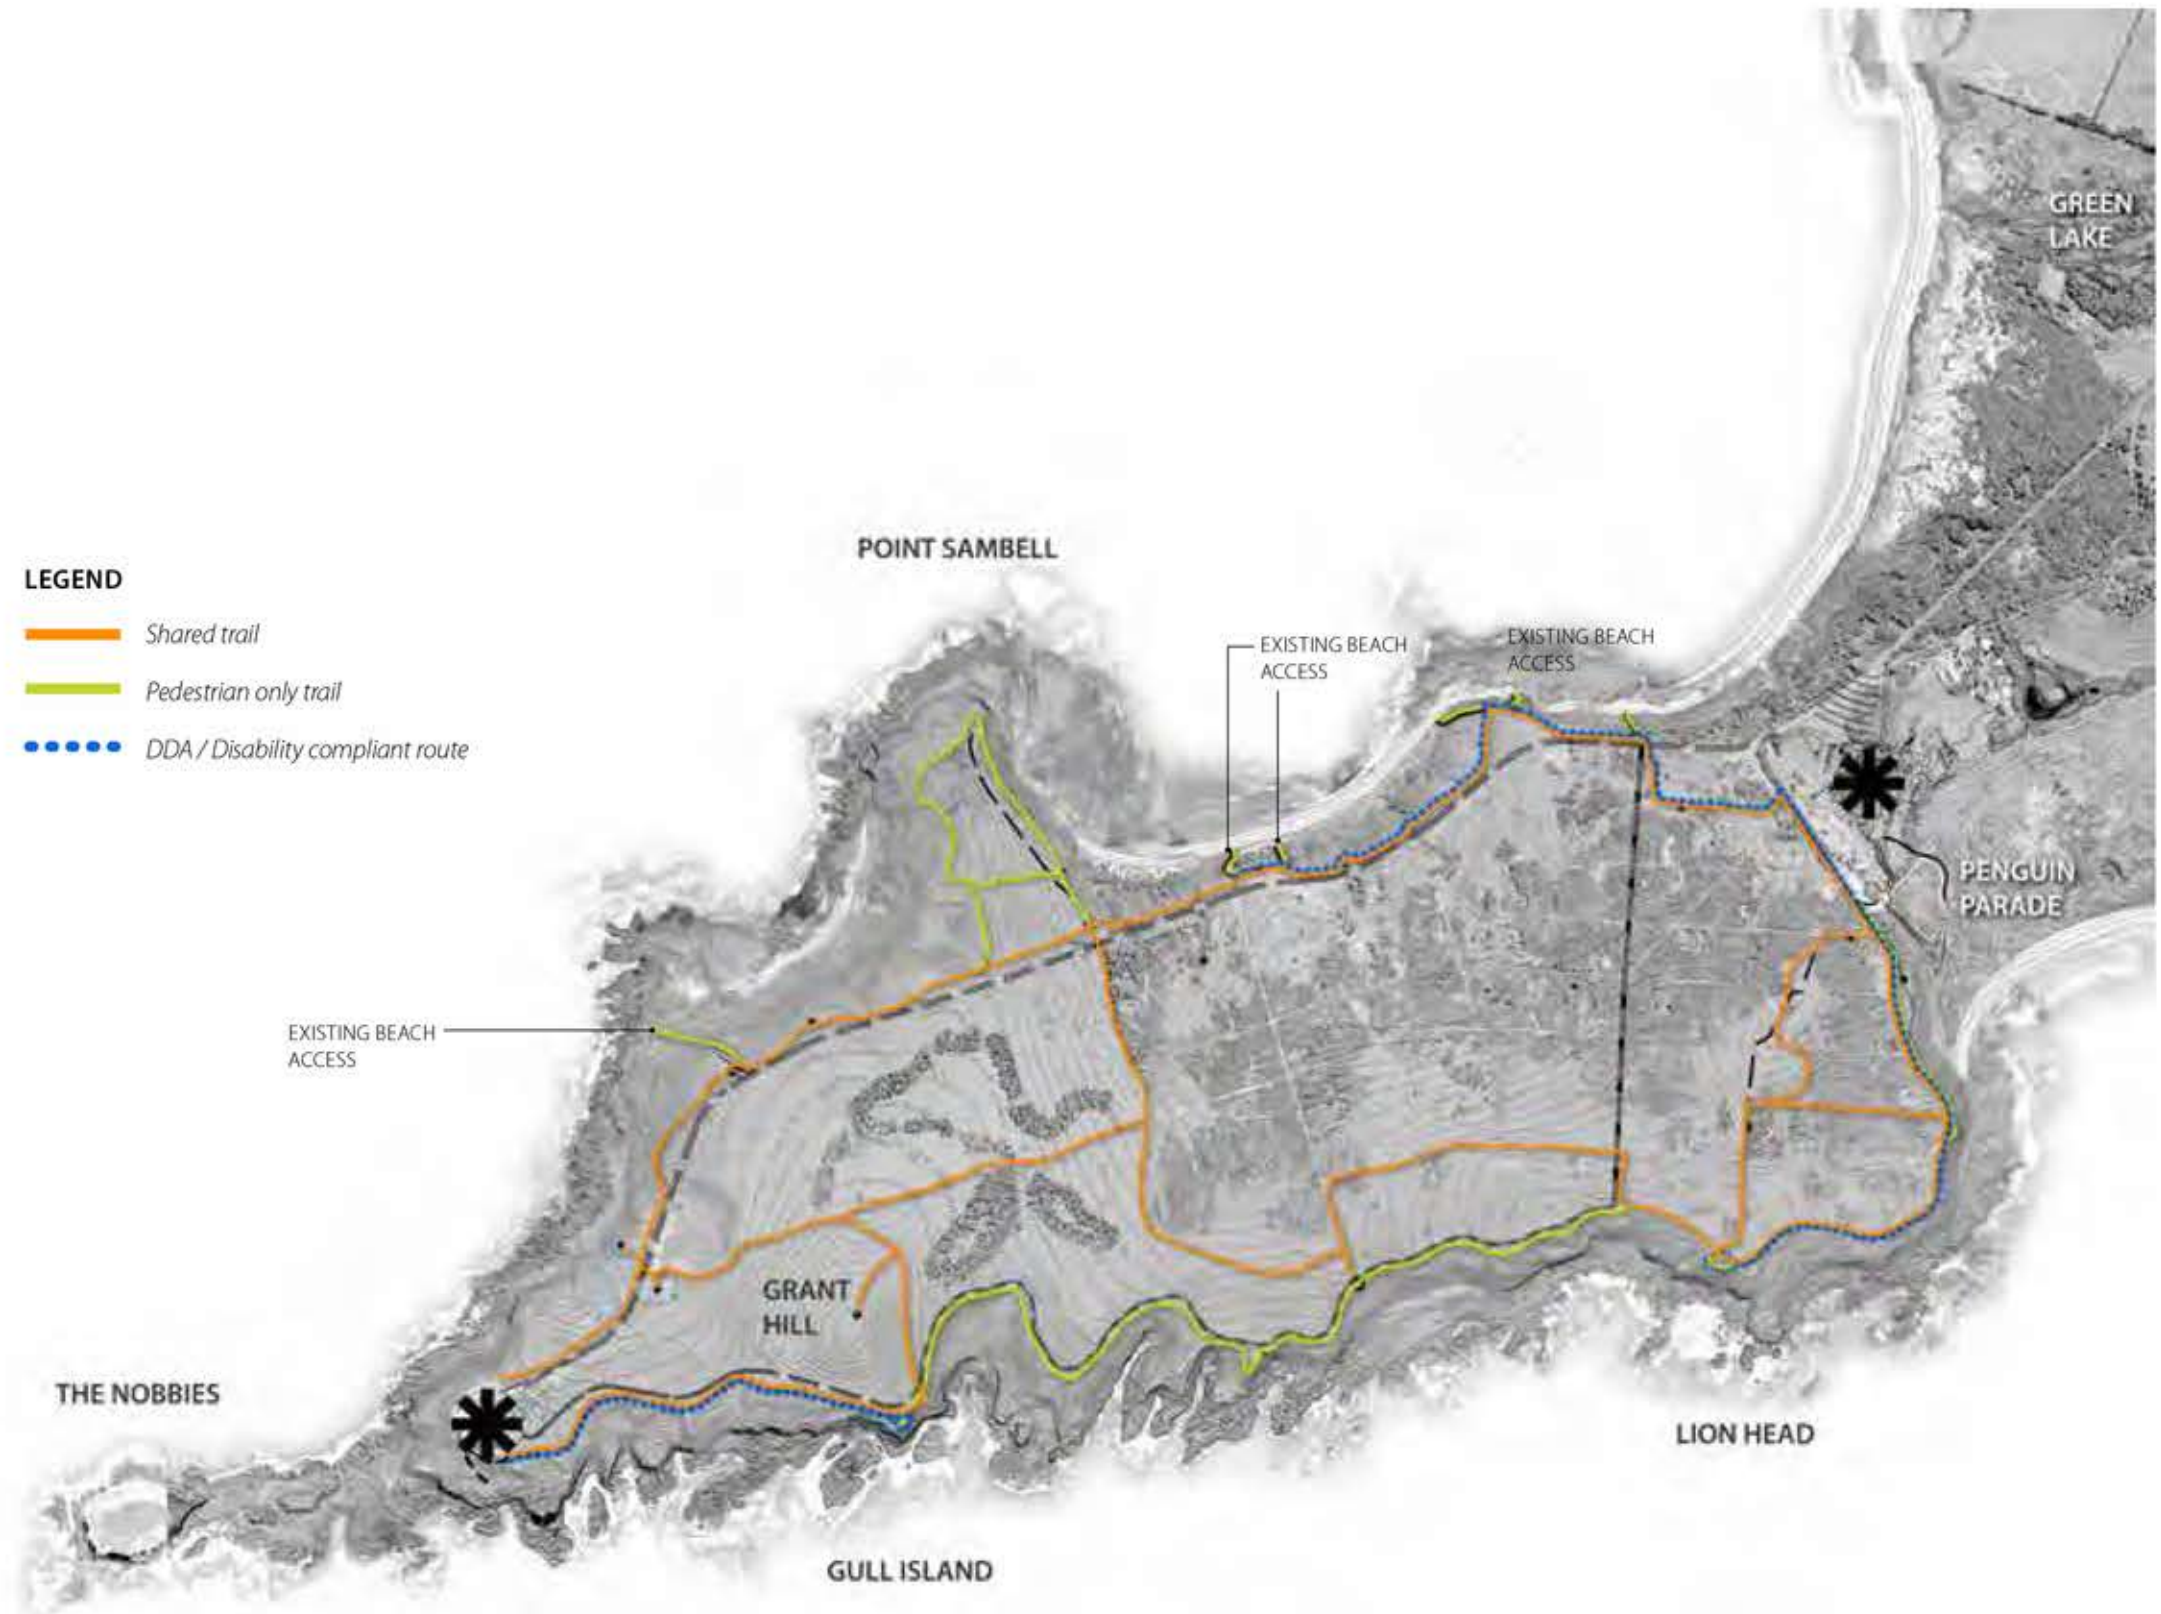 GREEN
LAKE
POINT SAMBELL
LEGEND
Shared trail
Pedestrian only trail
DDA / Disability compliant route
EXISTING BEACH
ACCESS
EXISTING BEACH
ACCESS
PENGUIN
PARADE
EXISTING BEACH
ACCESS
GRANT
HILL
THE NOBBIES
LION HEAD
GULL ISLAND